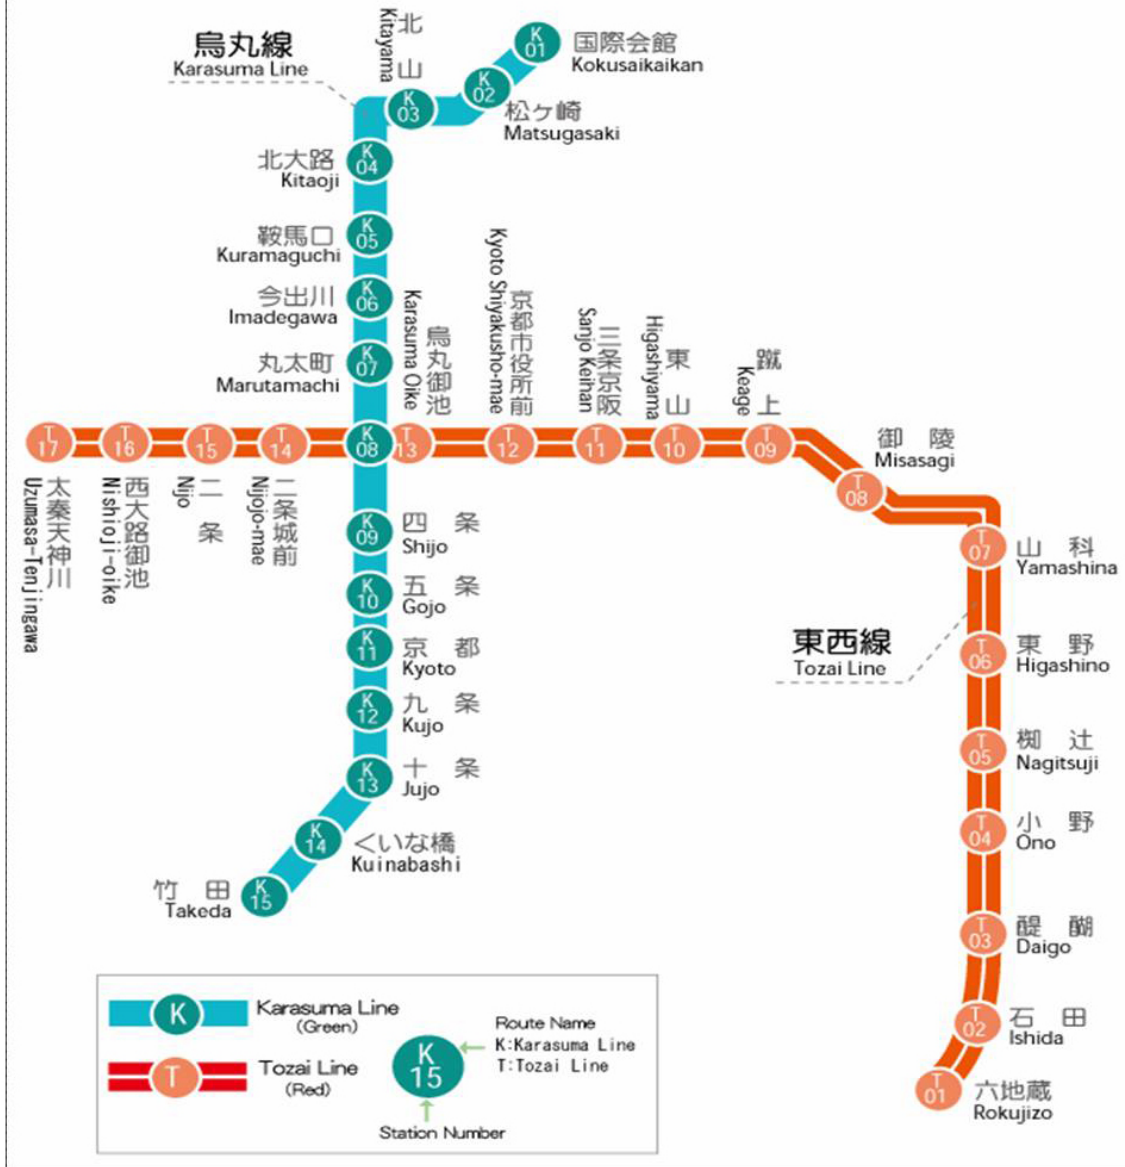 烏丸線
Karasuma Line
北山
Kitayama
K
01
国際会館
Kokusaikaikan
K
02
松ヶ崎
Matsugasaki
K
03
K
04
北大路
Kitaoji
K
05
鞍馬口
Kuramaguchi
K
06
今出川
Imadegawa
K
07
丸太町
Marutamachi
烏丸御池
Karasuma Oike
京都市役所前
Kyoto Shiyakusho-mae
三条京阪
Sanjo Keihan
東山
Higashiyama
蹴上
Keage
T
17
T
16
T
15
T
14
K
08
T
13
T
12
T
11
T
10
T
09
御陵
Misasagi
T
08
太秦天神川
Uzumasa-Tenjingawa
西大路御池
Nishioji-oike
二条
Nijo
二条城前
Nijojo-mae
K
09
四条
Shijo
K
10
五条
Gojo
K
11
京都
Kyoto
K
12
九条
Kujo
K
13
十条
Jujo
K
14
くいな橋
Kuinabashi
K
15
竹田
Takeda
T
07
山科
Yamashina
東西線
Tozai Line
T
06
東野
Higashino
T
05
椥辻
Nagitsuji
T
04
小野
Ono
T
03
醍醐
Daigo
T
02
石田
Ishida
T
01
六地蔵
Rokujizo
K
Karasuma Line
(Green)
T
Tozai Line
(Red)
K
15
Route Name
K:Karasuma Line
T:Tozai Line
Station Number